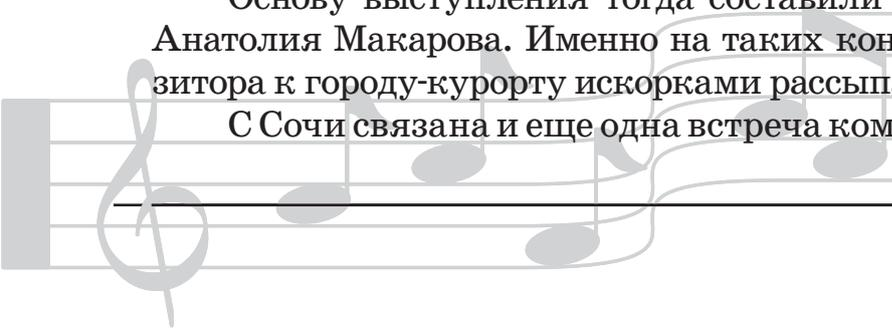 Основу выступления тогда составили
Анатолия Макарова. Именно на таких кон
зитора к городу-курорту искорками рассып
С Сочи связана и еще одна встреча ком